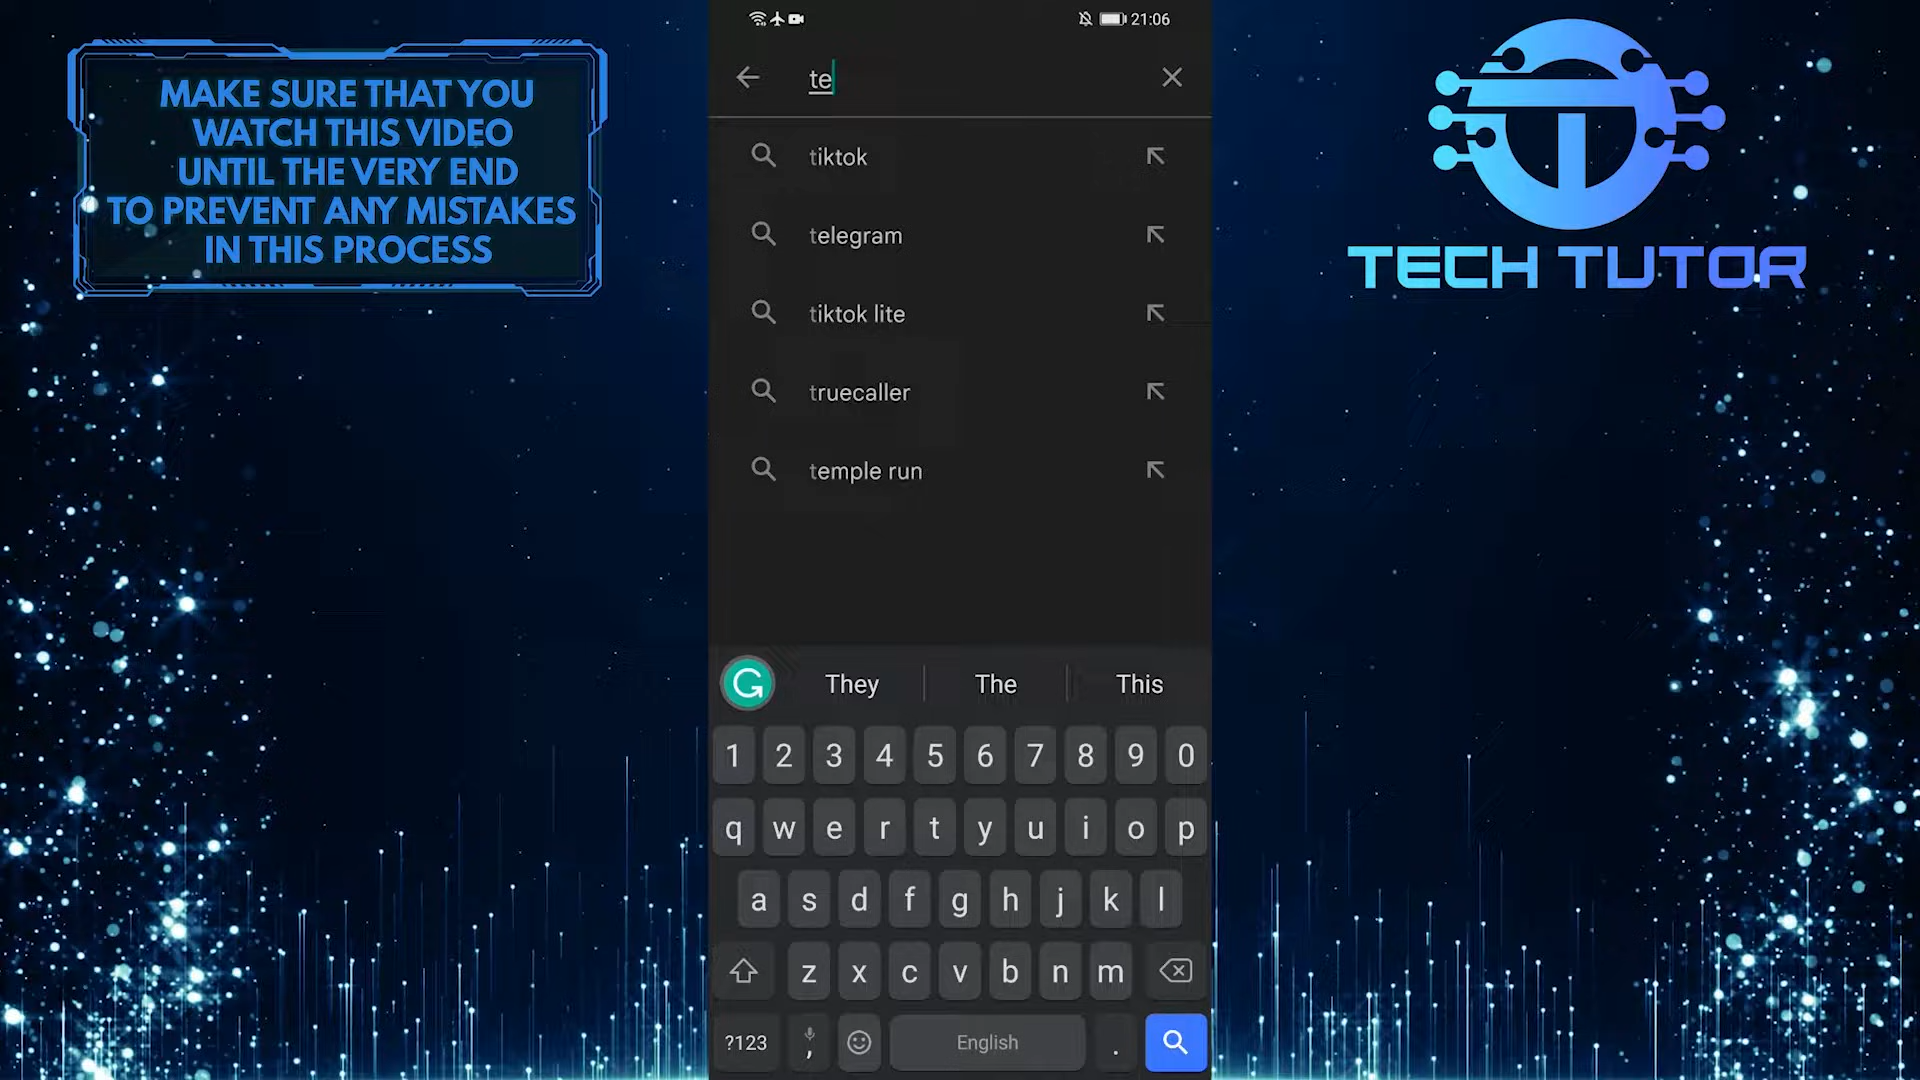 MAKE SURE THAT YOU
WATCH THIS VIDEO
UNTIL THE VERY END
TO PREVENT ANY MISTAKES
IN THIS PROCESS
21:06
te
tiktok
telegram
tiktok lite
truecaller
temple run
They The This
1 2 3 4 5 6 7 8 9 0
q w e r t y u i o p
a s d f g h j k l
z x c v b n m
?123 , English .
TECH TUTOR